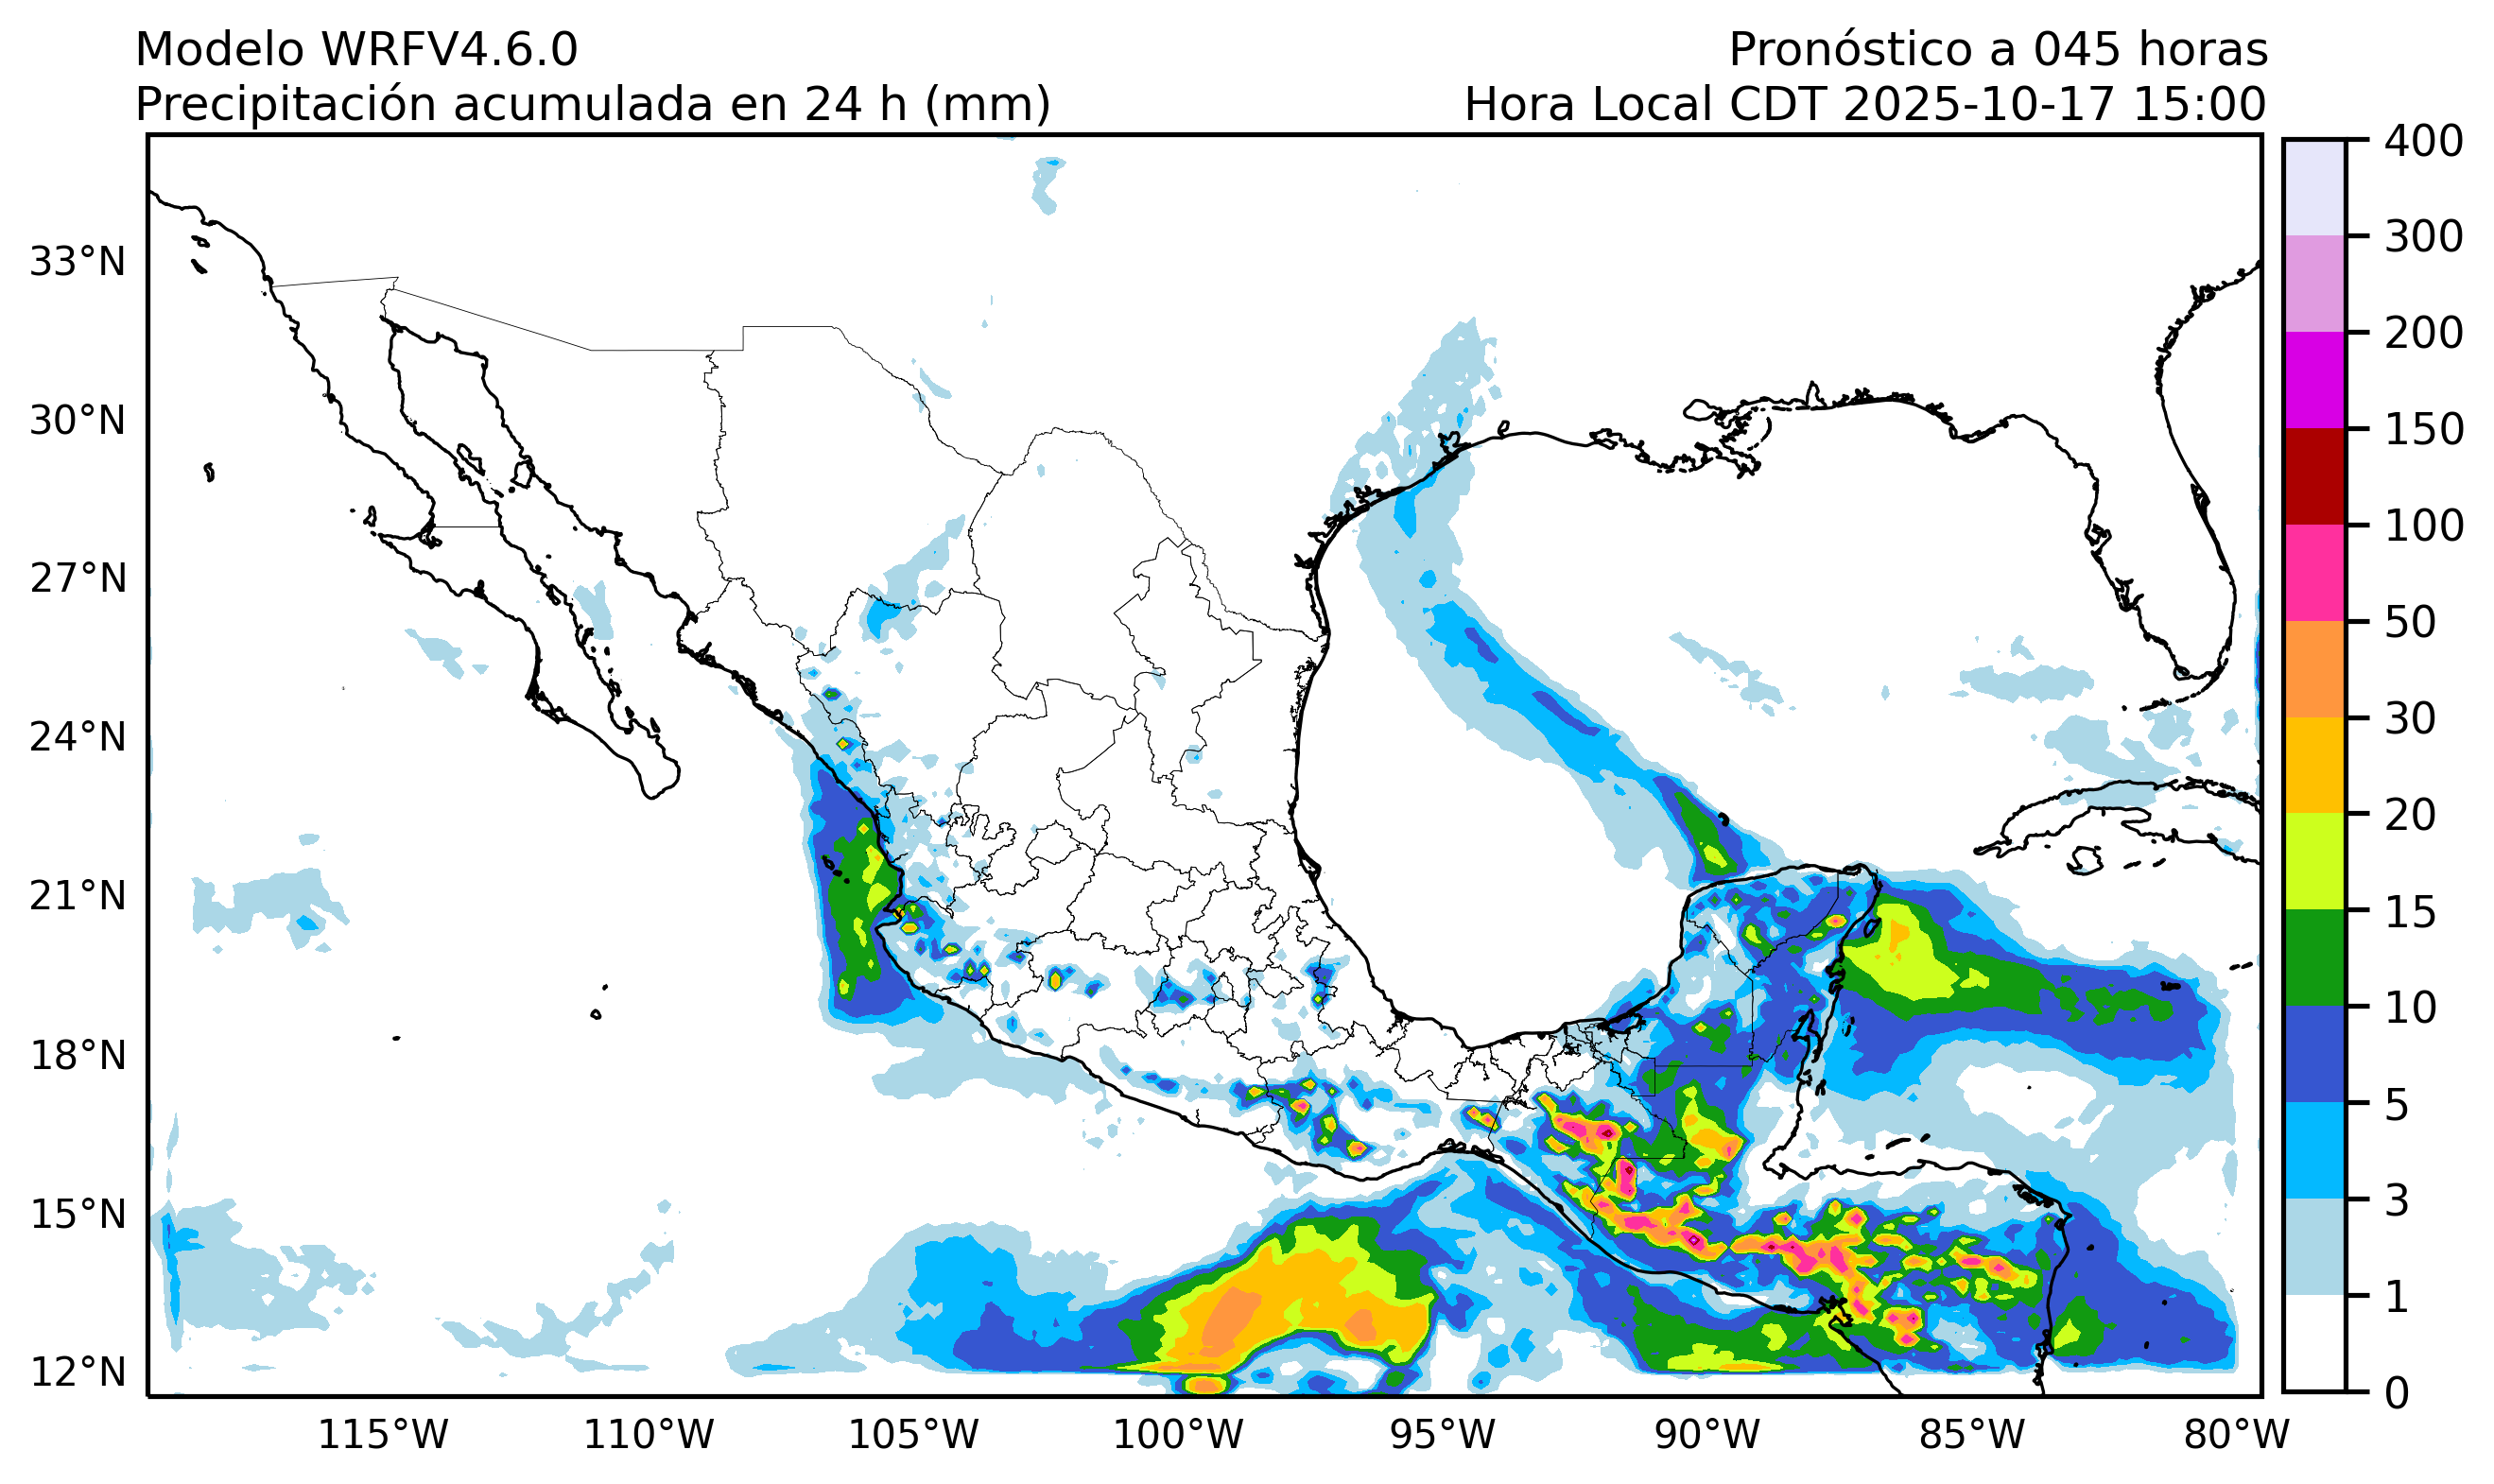 Modelo WRFV4.6.0
Pronóstico a 045 horas
Precipitación acumulada en 24 h (mm)
Hora Local CDT 2025-10-17 15:00
33°N
30°N
27°N
24°N
21°N
18°N
15°N
12°N
115°W
110°W
105°W
100°W
95°W
90°W
85°W
80°W
400
300
200
150
100
50
30
20
15
10
5
3
1
0